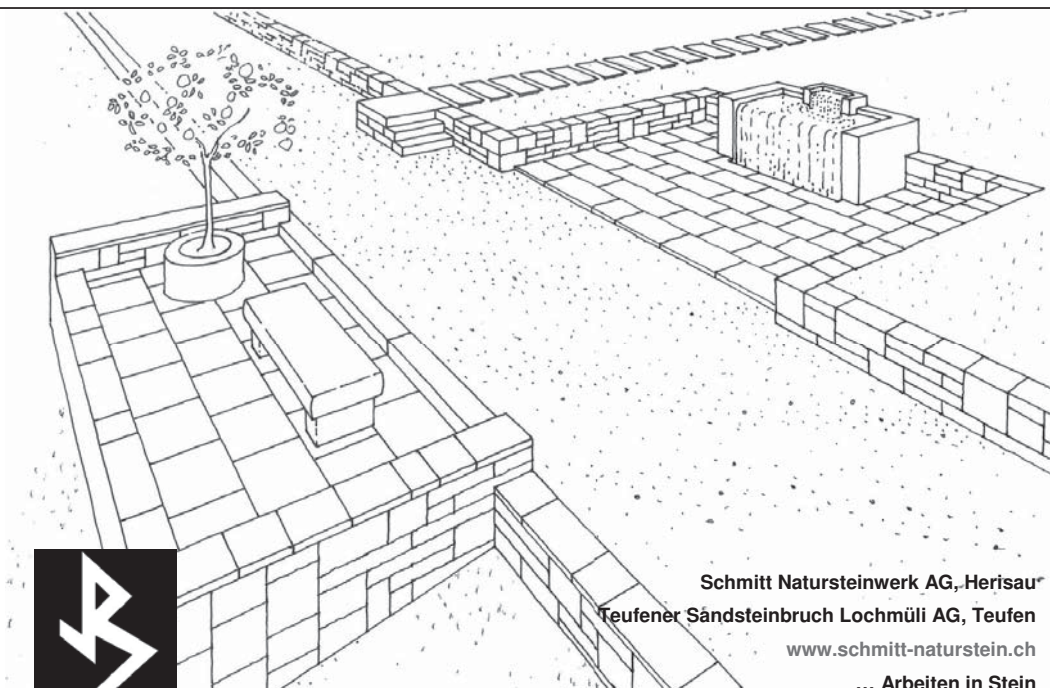 Schmitt Natursteinwerk AG, Herisau
Teufener Sandsteinbruch Lochmüli AG, Teufen
www.schmitt-naturstein.ch
... Arbeiten in Stein